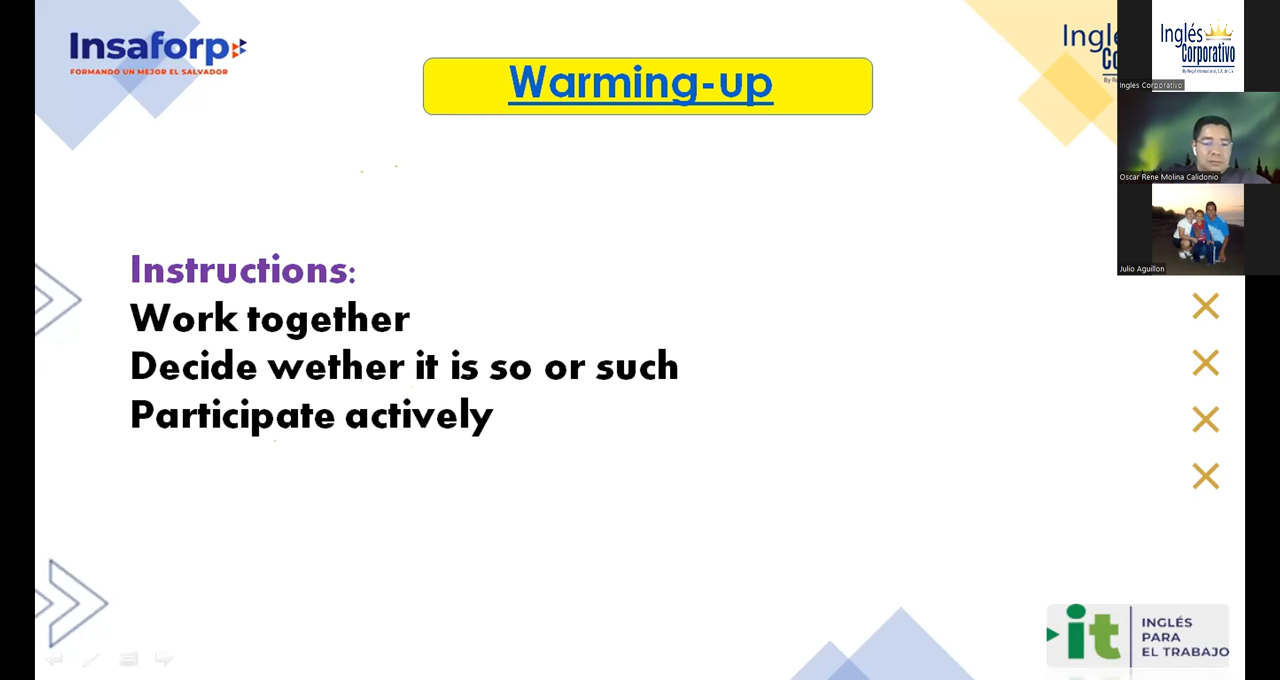 Insaforp
FORMANDO UN MEJOR EL SALVADOR
Warming-up
Inglés
Corporativo
Ingles Corporativo
Oscar Rene Molina Calidonio
Julio Aguillon
Instructions:
Work together
Decide wether it is so or such
Participate actively
it
INGLÉS
PARA
EL TRABAJO